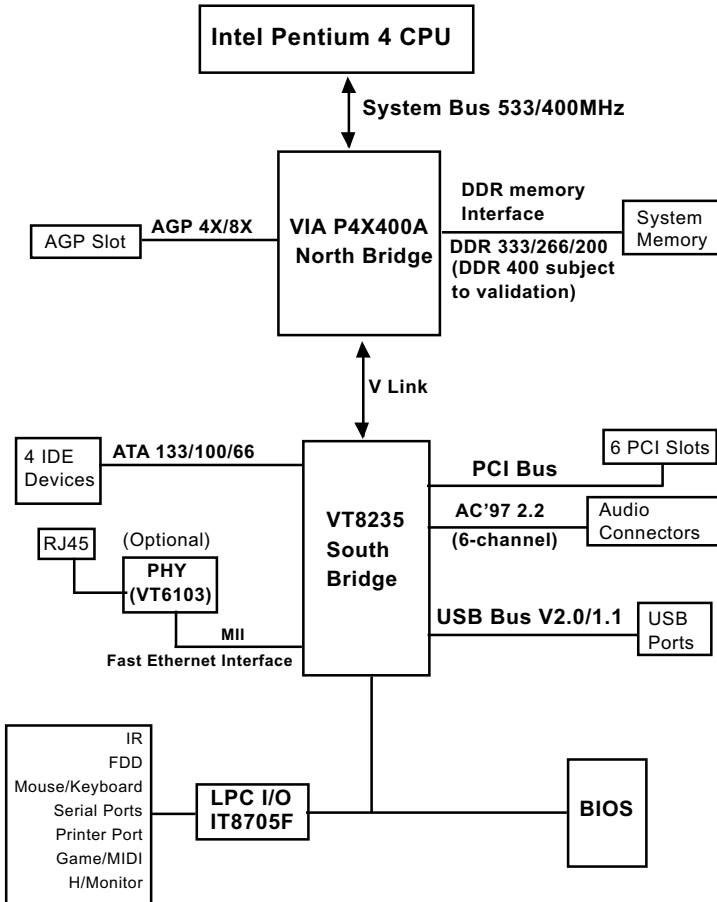 Intel Pentium 4 CPU
System Bus 533/400MHz
VIA P4X400A
North Bridge
AGP 4X/8X
AGP Slot
DDR memory
Interface
DDR 333/266/200
(DDR 400 subject
to validation)
System
Memory
V Link
4 IDE
Devices
ATA 133/100/66
VT8235
South
Bridge
PCI Bus
6 PCI Slots
AC'97 2.2
(6-channel)
Audio
Connectors
RJ45
(Optional)
PHY
(VT6103)
MII
Fast Ethernet Interface
USB Bus V2.0/1.1
USB
Ports
IR
FDD
Mouse/Keyboard
Serial Ports
Printer Port
Game/MIDI
H/Monitor
LPC I/O
IT8705F
BIOS